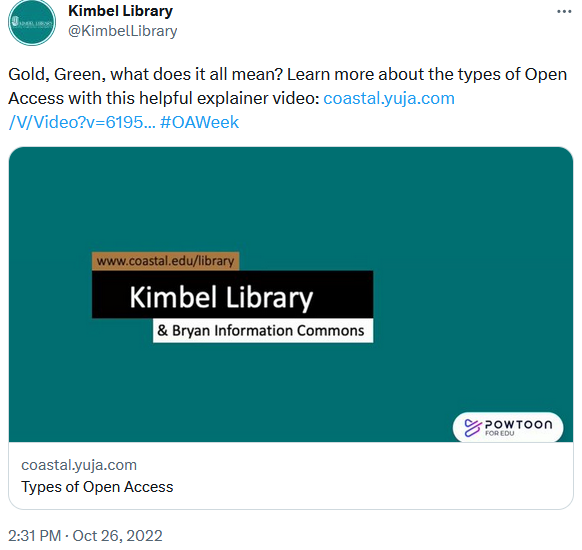 Kimbel Library
@KimbelLibrary
Gold, Green, what does it all mean? Learn more about the types of Open
Access with this helpful explainer video: coastal.yuja.com
/V/Video?v=6195... #OAWeek
www.coastal.edu/library
Kimbel Library
& Bryan Information Commons
POWTOON
FOR EDU
coastal.yuja.com
Types of Open Access
2:31 PM · Oct 26, 2022